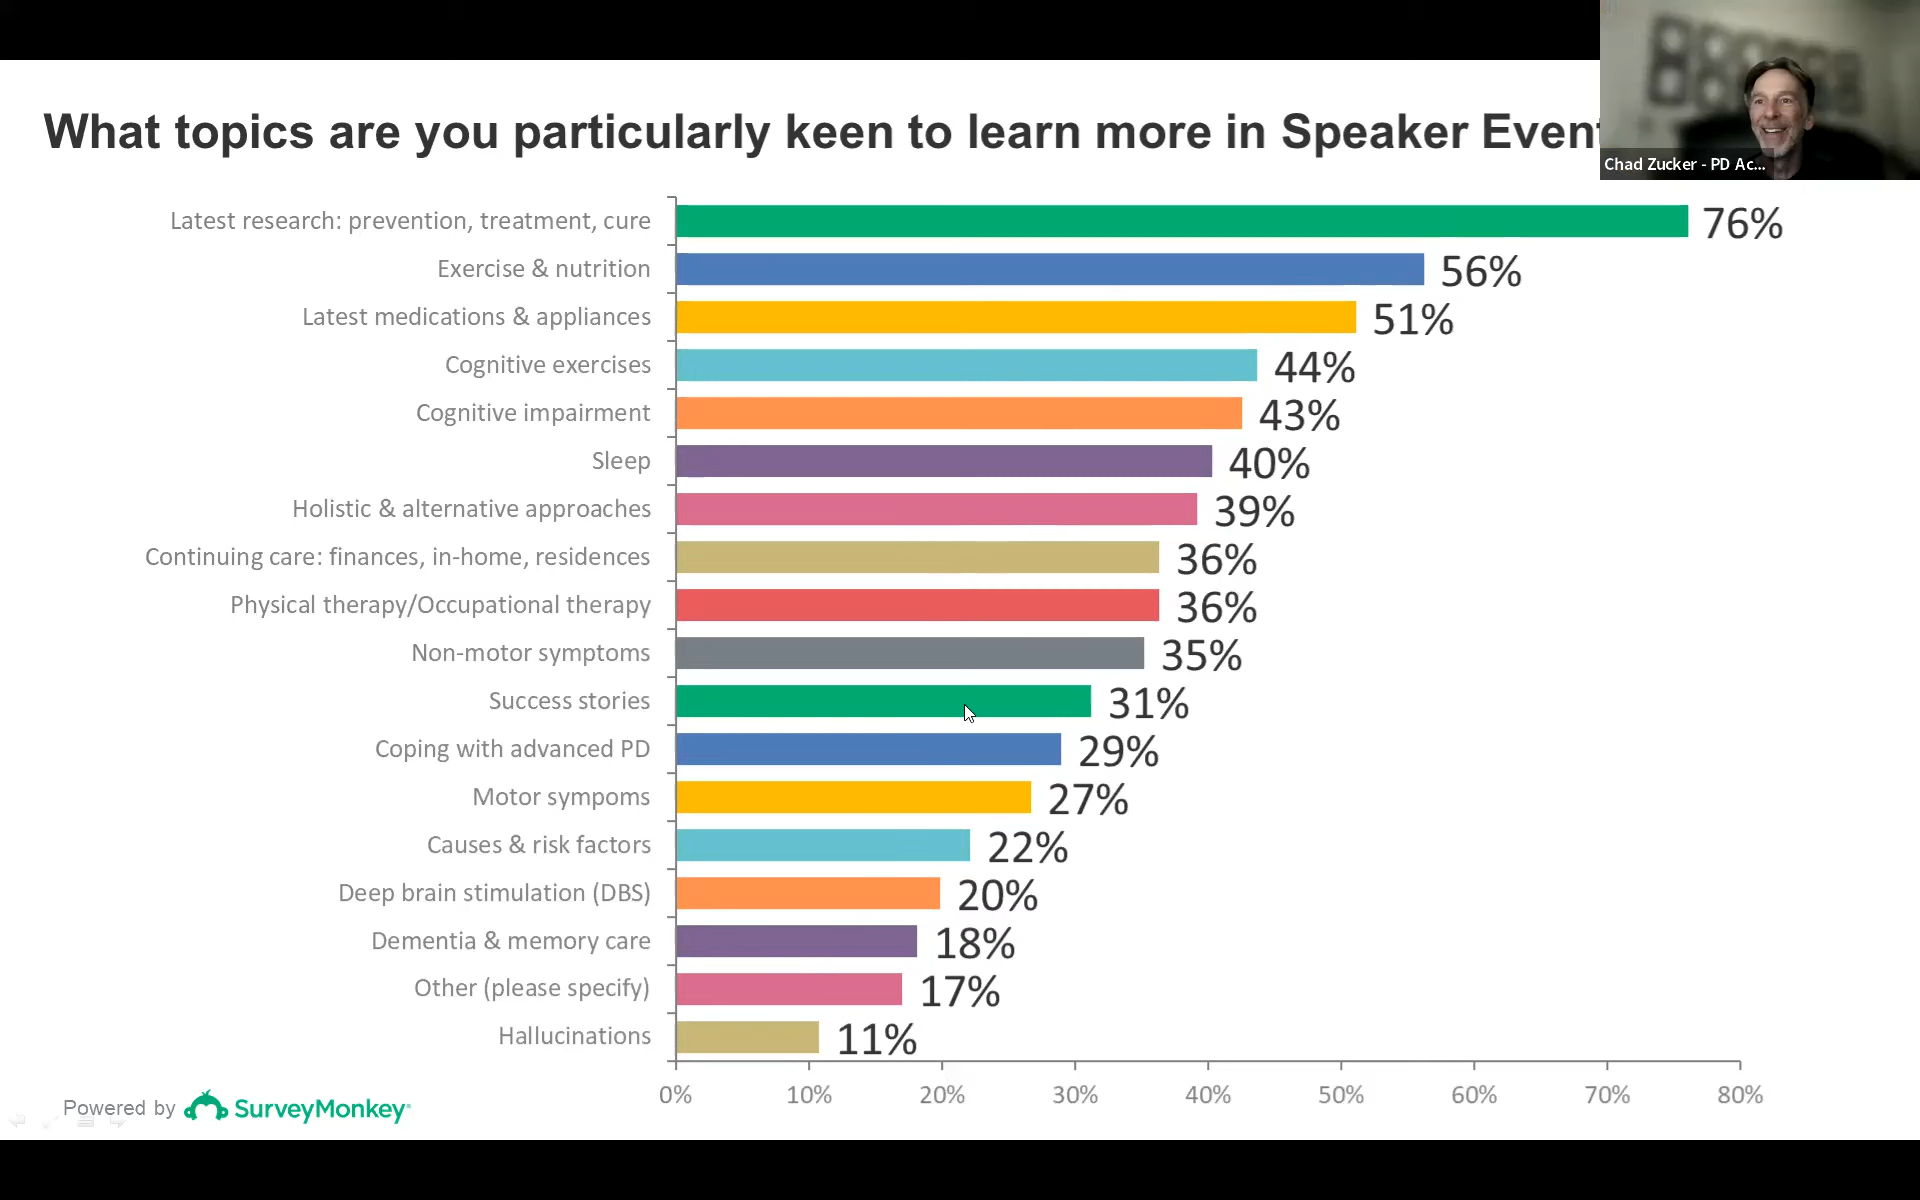 What topics are you particularly keen to learn more in Speaker Event
Chad Zucker - PD Ac...
Latest research: prevention, treatment, cure 76%
Exercise & nutrition 56%
Latest medications & appliances 51%
Cognitive exercises 44%
Cognitive impairment 43%
Sleep 40%
Holistic & alternative approaches 39%
Continuing care: finances, in-home, residences 36%
Physical therapy/Occupational therapy 36%
Non-motor symptoms 35%
Success stories 31%
Coping with advanced PD 29%
Motor sympoms 27%
Causes & risk factors 22%
Deep brain stimulation (DBS) 20%
Dementia & memory care 18%
Other (please specify) 17%
Hallucinations 11%
0% 10% 20% 30% 40% 50% 60% 70% 80%
Powered by SurveyMonkey